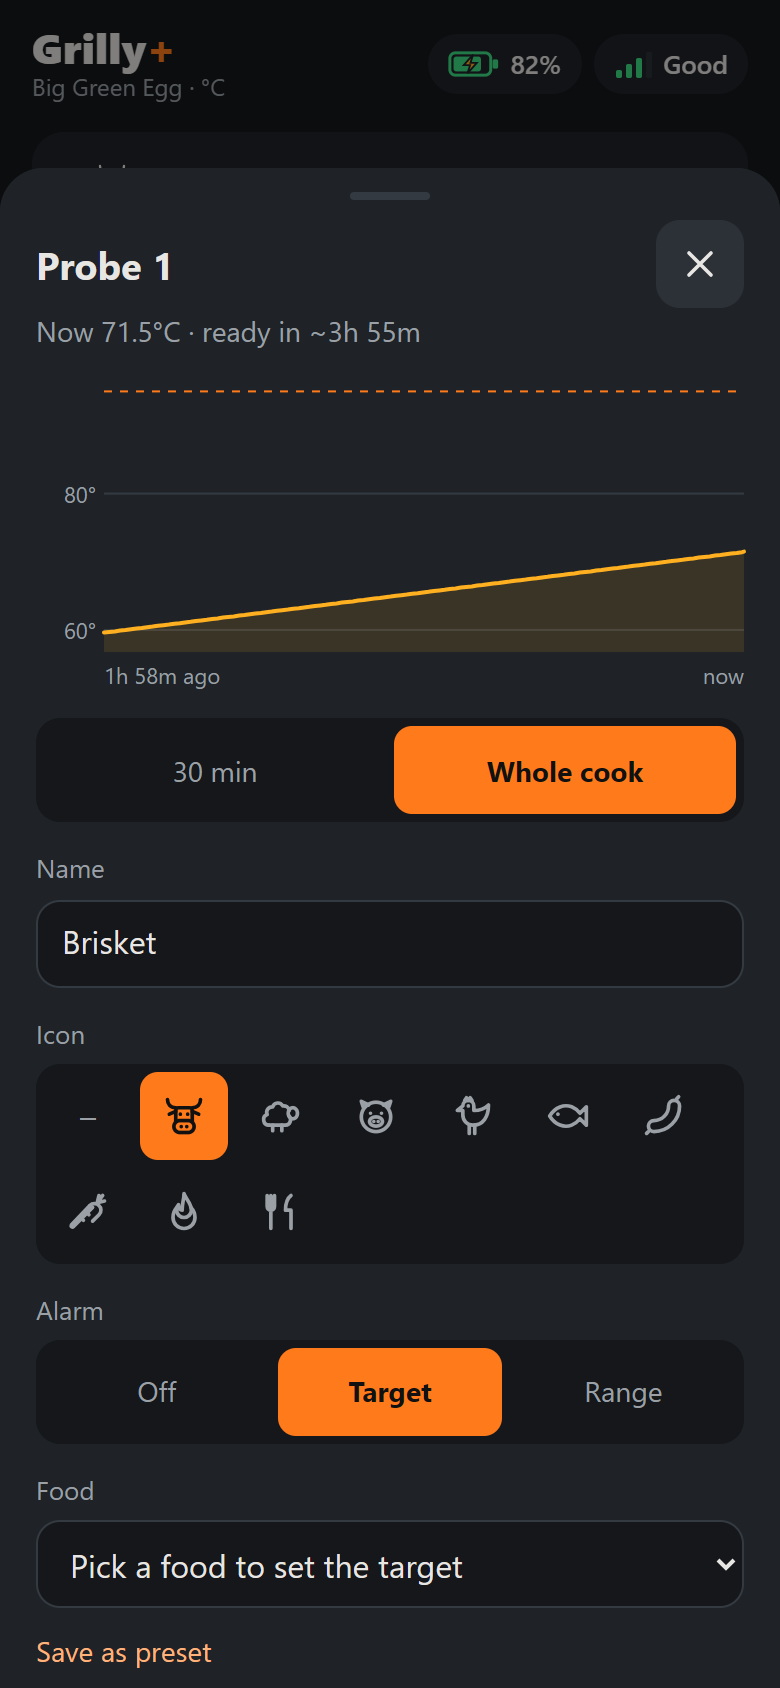 Grilly+
Big Green Egg · °C
82%
Good
Probe 1
Now 71.5°C · ready in ~3h 55m
80°
60°
1h 58m ago
now
30 min
Whole cook
Name
Brisket
Icon
–
Alarm
Off
Target
Range
Food
Pick a food to set the target
Save as preset